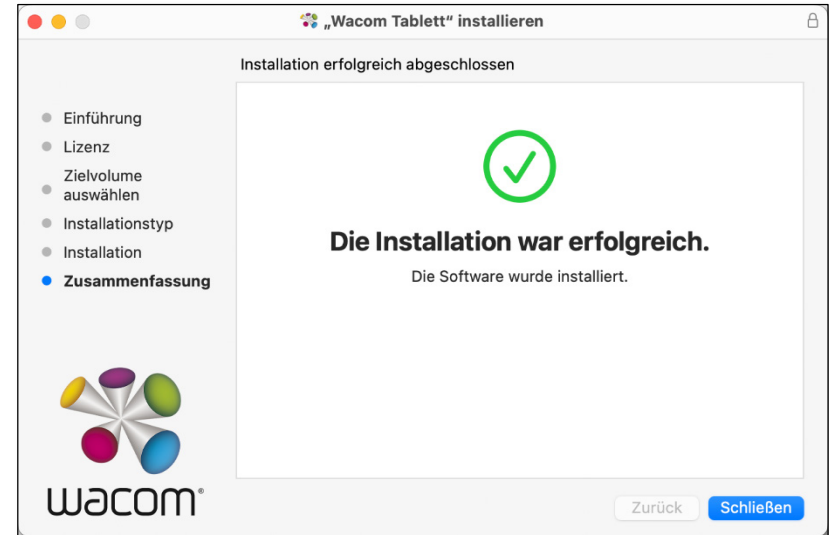 „Wacom Tablett“ installieren
Installation erfolgreich abgeschlossen
Einführung
Lizenz
Zielvolume
auswählen
Installationstyp
Installation
Zusammenfassung
Die Installation war erfolgreich.
Die Software wurde installiert.
wacom®
Zurück
Schließen